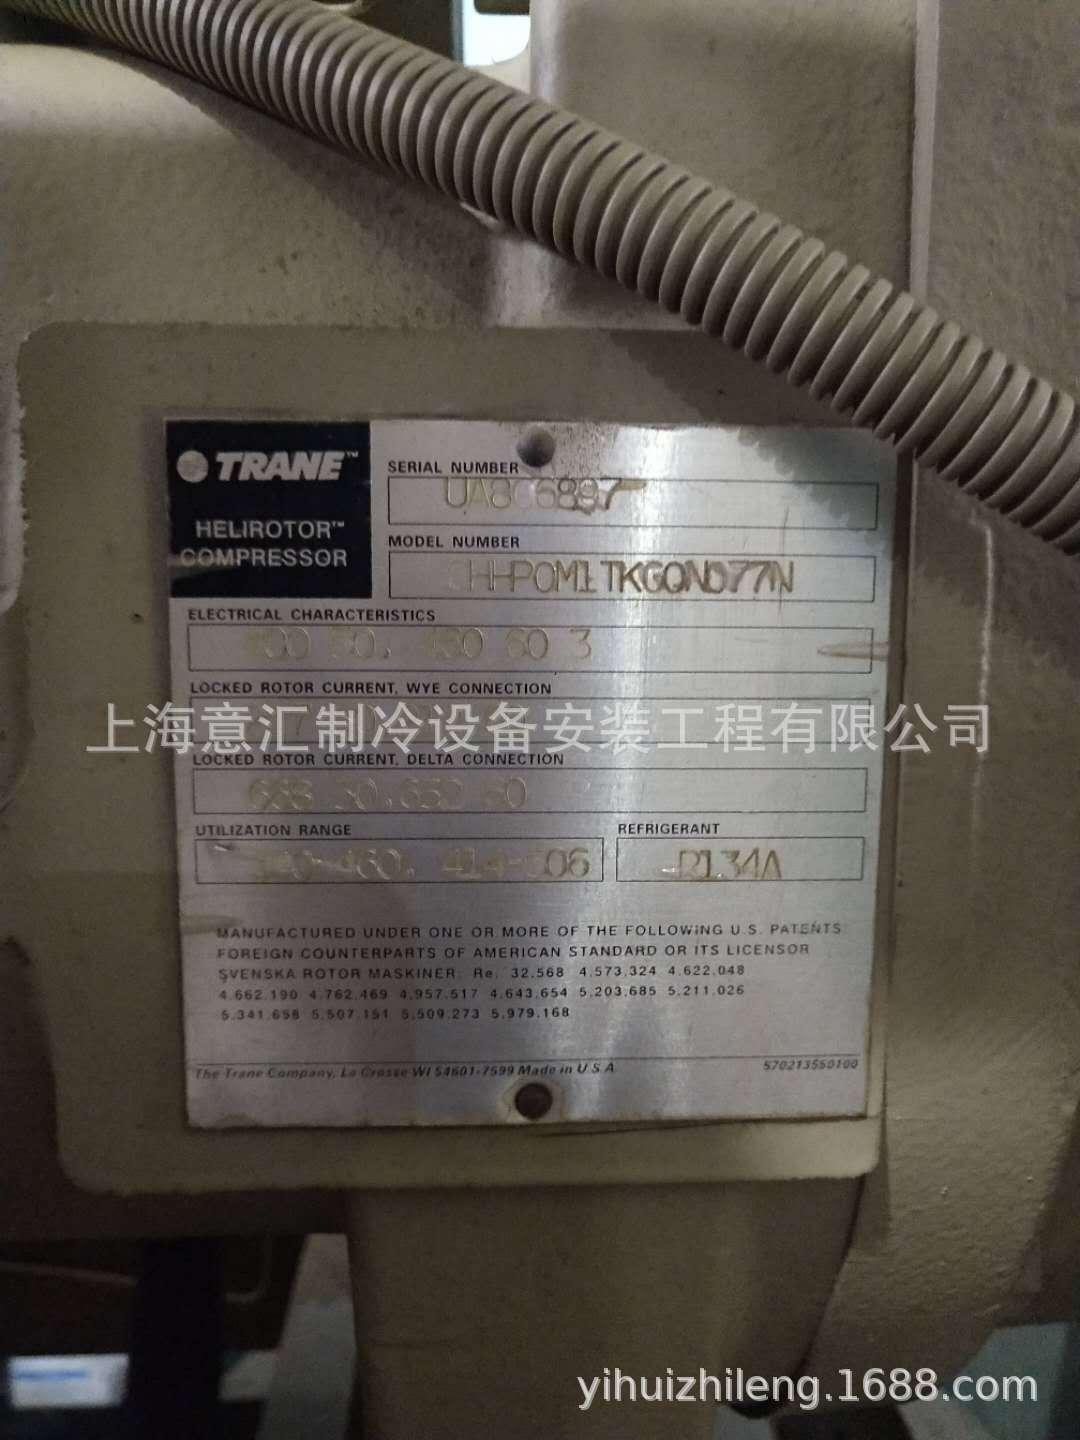 TRANE™
HELIROTOR™
COMPRESSOR
SERIAL NUMBER
MODEL NUMBER
ELECTRICAL CHARACTERISTICS
60 3
LOCKED ROTOR CURRENT, WYE CONNECTION
上海意汇制冷设备安装工程有限公司
LOCKED ROTOR CURRENT, DELTA CONNECTION
UTILIZATION RANGE
REFRIGERANT
R134A
MANUFACTURED UNDER ONE OR MORE OF THE FOLLOWING U.S. PATENTS
FOREIGN COUNTERPARTS OF AMERICAN STANDARD OR ITS LICENSOR
SVENSKA ROTOR MASKINER: Re. 32,568 4,573,324 4,622,048
4,662,190 4,762,469 4,957,517 4,643,654 5,203,685 5,211,026
5,341,658 5,507,151 5,509,273 5,979,168
The Trane Company, La Crosse WI 54601-7599 Made in U S A
570213550100
yihuizhileng.1688.com